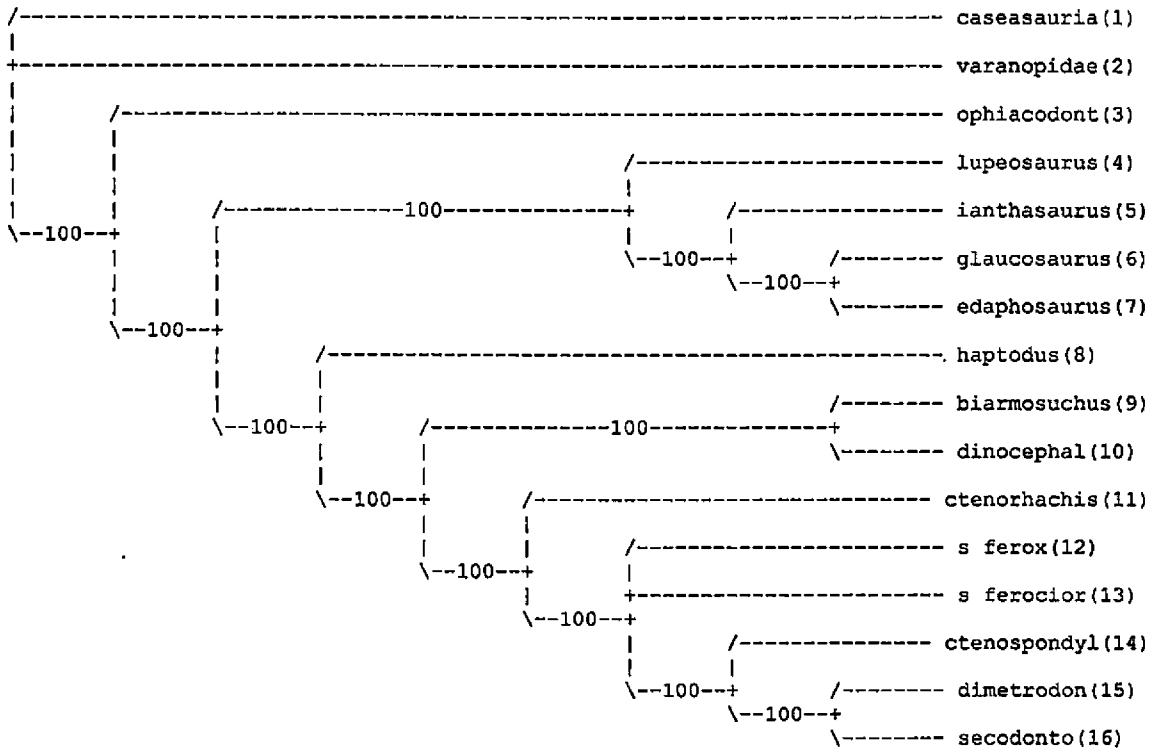 caseasauria(1)
varanopidae(2)
ophiacodont(3)
lupeosaurus(4)
100
ianthasaurus(5)
100
100
glaucosaurus(6)
100
edaphosaurus(7)
100
haptodus(8)
biarmosuchus(9)
100
100
dinocephal(10)
100
ctenorhachis(11)
s ferox(12)
100
s ferocior(13)
100
ctenospondyl(14)
100
dimetrodon(15)
100
secodonto(16)